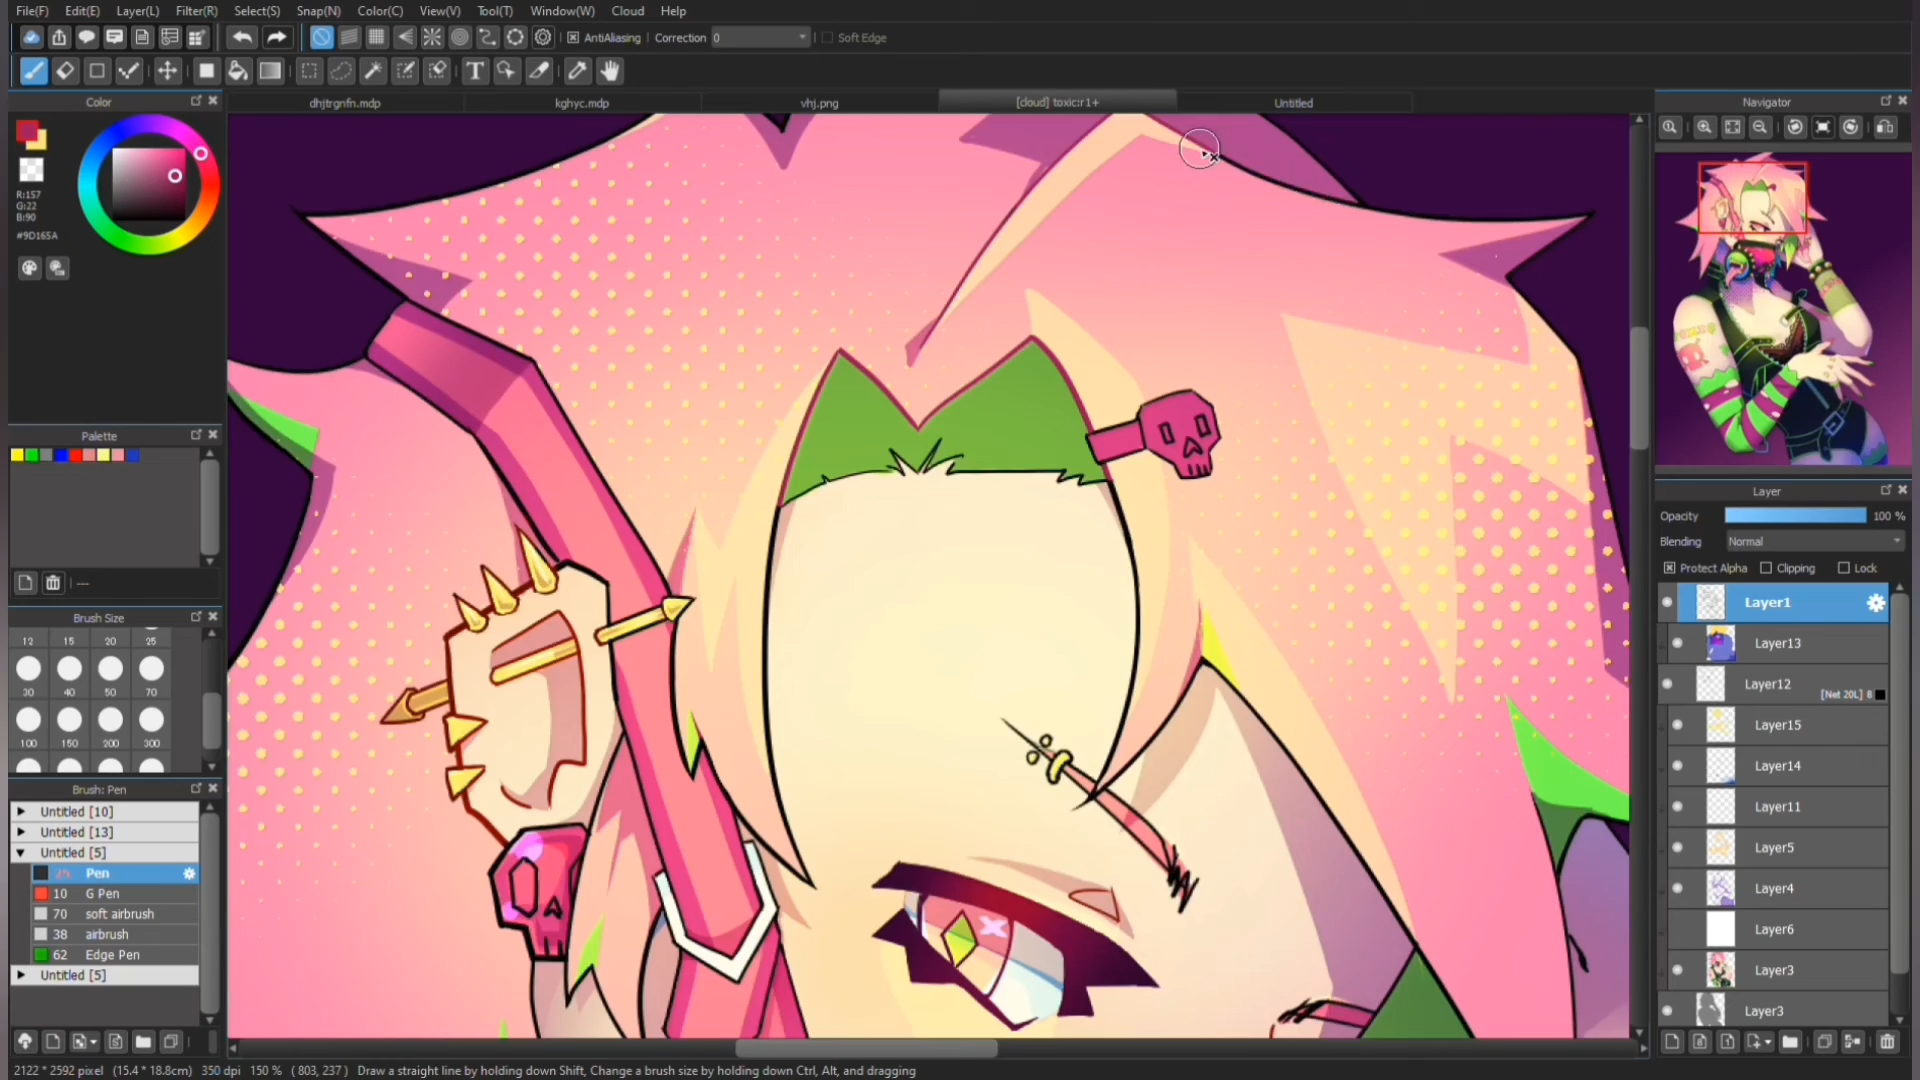 File(F) Edit(E) Layer(L) Filter(R) Select(S) Snap(N) Color(C) View(V) Tool(T) Window(W) Cloud Help
AntiAliasing Correction 0 Soft Edge
dhjtrgnfn.mdp kghyc.mdp vhj.png [cloud] toxic:r1+ Untitled
Color
R:157
G:22
B:90
#9D165A
Palette
---
Brush Size
12 15 20 25
30 40 50 70
100 150 200 300
Brush: Pen
Untitled [10]
Untitled [13]
Untitled [5]
Pen
10 G Pen
70 soft airbrush
38 airbrush
62 Edge Pen
Untitled [5]
Navigator
Layer
Opacity 100 %
Blending Normal
Protect Alpha Clipping Lock
Layer1
Layer13
Layer12
[Net 20L] 8
Layer15
Layer14
Layer11
Layer5
Layer4
Layer6
Layer3
Layer3
2122 * 2592 pixel (15.4 * 18.8cm) 350 dpi 150 % ( 803, 237 ) Draw a straight line by holding down Shift, Change a brush size by holding down Ctrl, Alt, and dragging